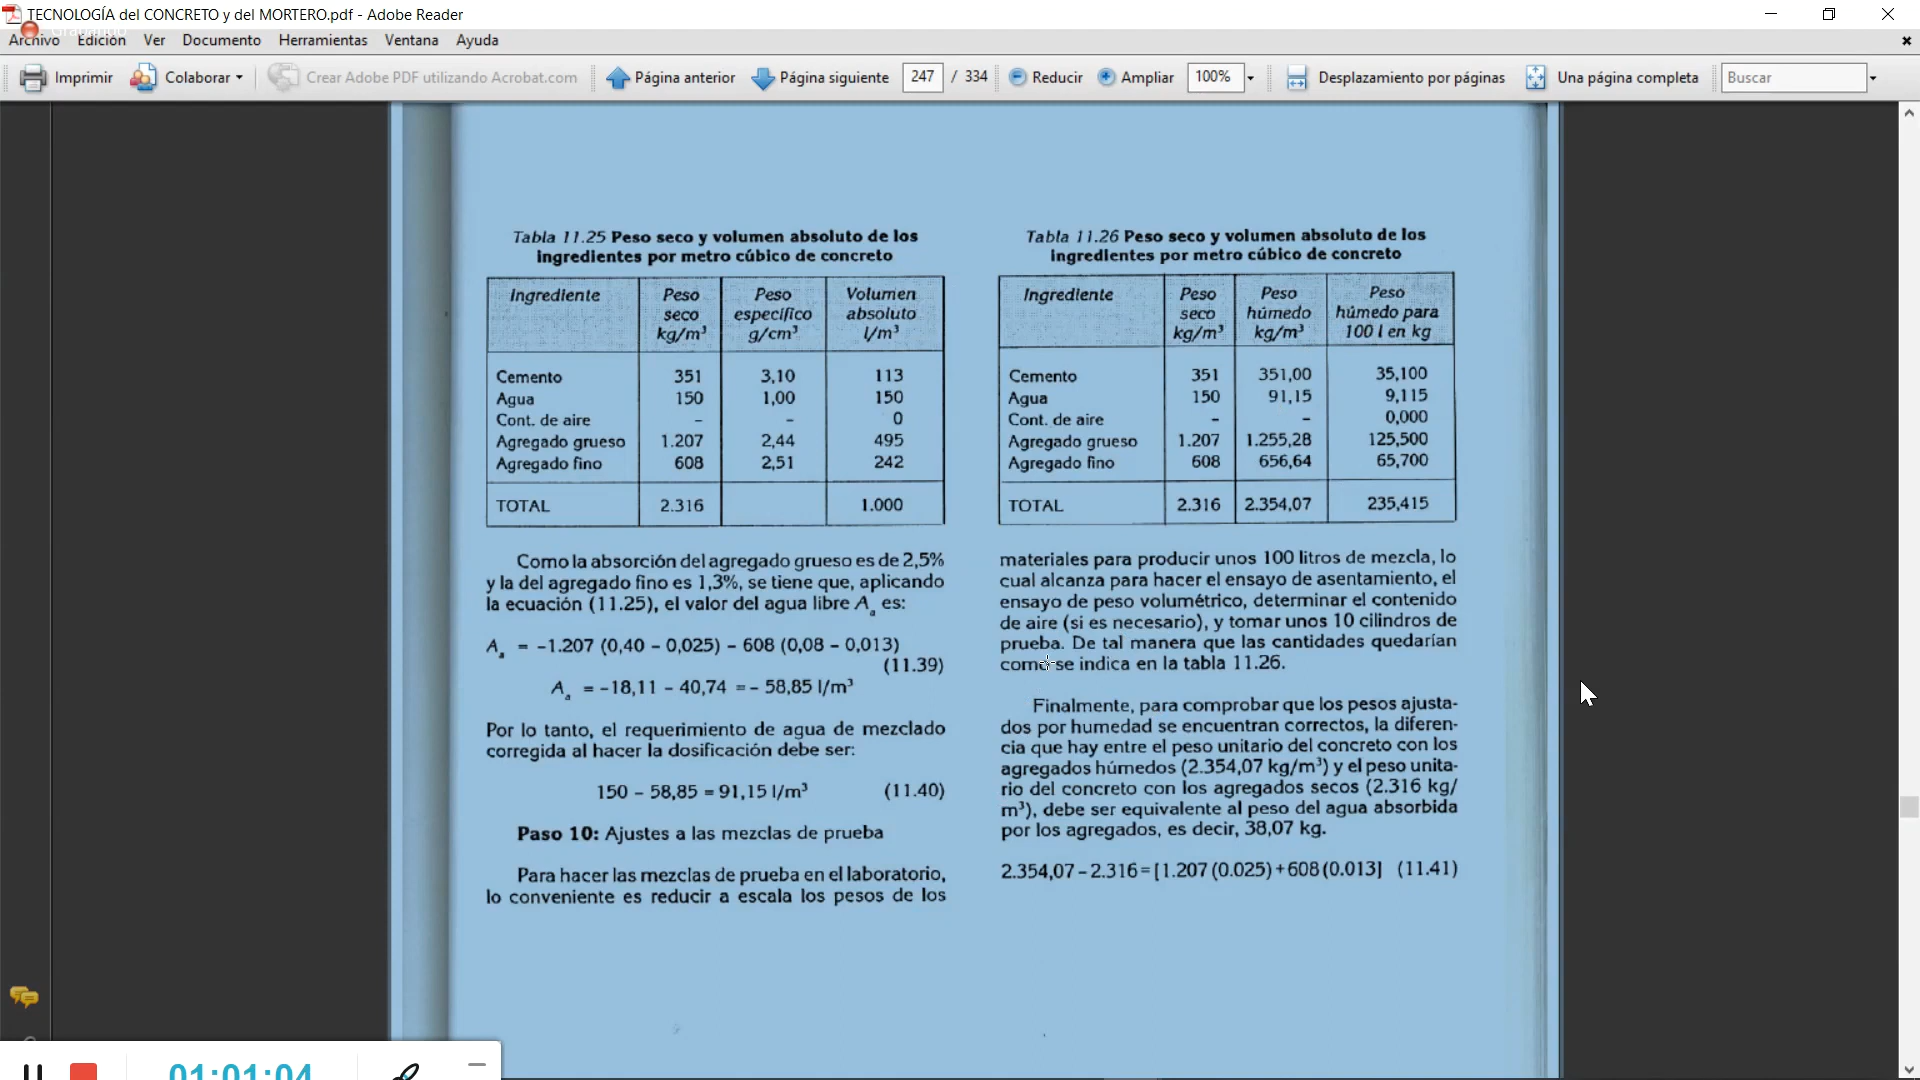 TECNOLOGÍA del CONCRETO y del MORTERO.pdf - Adobe Reader
Archivo Edición Ver Documento Herramientas Ventana Ayuda
Imprimir Colaborar Crear Adobe PDF utilizando Acrobat.com Página anterior Página siguiente 247 / 334 Reducir Ampliar 100% Desplazamiento por páginas Una página completa Buscar
Tabla 11.25 Peso seco y volumen absoluto de los
ingredientes por metro cúbico de concreto
Ingrediente Peso seco kg/m³ Peso específico g/cm³ Volumen absoluto l/m³
Cemento 351 3,10 113
Agua 150 1,00 150
Cont. de aire – – 0
Agregado grueso 1.207 2,44 495
Agregado fino 608 2,51 242
TOTAL 2.316 1.000
Como la absorción del agregado grueso es de 2,5%
y la del agregado fino es 1,3%, se tiene que, aplicando
la ecuación (11.25), el valor del agua libre Aₐ es:
Aₐ = -1.207 (0,40 – 0,025) – 608 (0,08 – 0,013)
(11.39)
Aₐ = -18,11 – 40,74 = – 58,85 l/m³
Por lo tanto, el requerimiento de agua de mezclado
corregida al hacer la dosificación debe ser:
150 – 58,85 = 91,15 l/m³ (11.40)
Paso 10: Ajustes a las mezclas de prueba
Para hacer las mezclas de prueba en el laboratorio,
lo conveniente es reducir a escala los pesos de los
Tabla 11.26 Peso seco y volumen absoluto de los
ingredientes por metro cúbico de concreto
Ingrediente Peso seco kg/m³ Peso húmedo kg/m³ Peso húmedo para 100 l en kg
Cemento 351 351,00 35,100
Agua 150 91,15 9,115
Cont. de aire – – 0,000
Agregado grueso 1.207 1.255,28 125,500
Agregado fino 608 656,64 65,700
TOTAL 2.316 2.354,07 235,415
materiales para producir unos 100 litros de mezcla, lo
cual alcanza para hacer el ensayo de asentamiento, el
ensayo de peso volumétrico, determinar el contenido
de aire (si es necesario), y tomar unos 10 cilindros de
prueba. De tal manera que las cantidades quedarían
como se indica en la tabla 11.26.
Finalmente, para comprobar que los pesos ajusta-
dos por humedad se encuentran correctos, la diferen-
cia que hay entre el peso unitario del concreto con los
agregados húmedos (2.354,07 kg/m³) y el peso unita-
rio del concreto con los agregados secos (2.316 kg/
m³), debe ser equivalente al peso del agua absorbida
por los agregados, es decir, 38,07 kg.
2.354,07 – 2.316 = [1.207 (0.025) + 608 (0.013] (11.41)
01:01:04